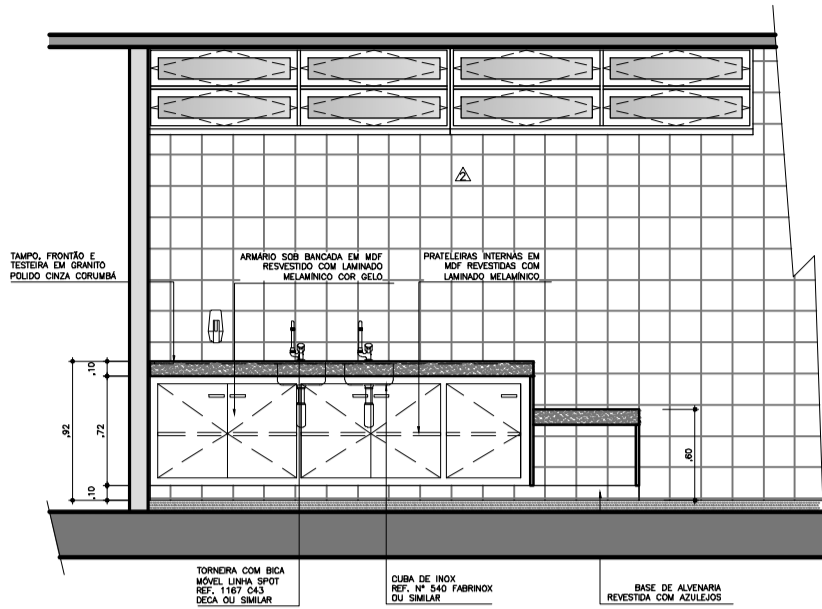 2
TAMPO, FRONTÃO E
TESTEIRA EM GRANITO
POLIDO CINZA CORUMBÁ
ARMÁRIO SOB BANCADA EM MDF
RESVESTIDO COM LAMINADO
MELAMÍNICO COR GELO
PRATELEIRAS INTERNAS EM
MDF REVESTIDAS COM
LAMINADO MELAMÍNICO
,10
,92
,72
,10
,60
TORNEIRA COM BICA
MÓVEL LINHA SPOT
REF. 1167 C43
DECA OU SIMILAR
CUBA DE INOX
REF. Nº 540 FABRINOX
OU SIMILAR
BASE DE ALVENARIA
REVESTIDA COM AZULEJOS